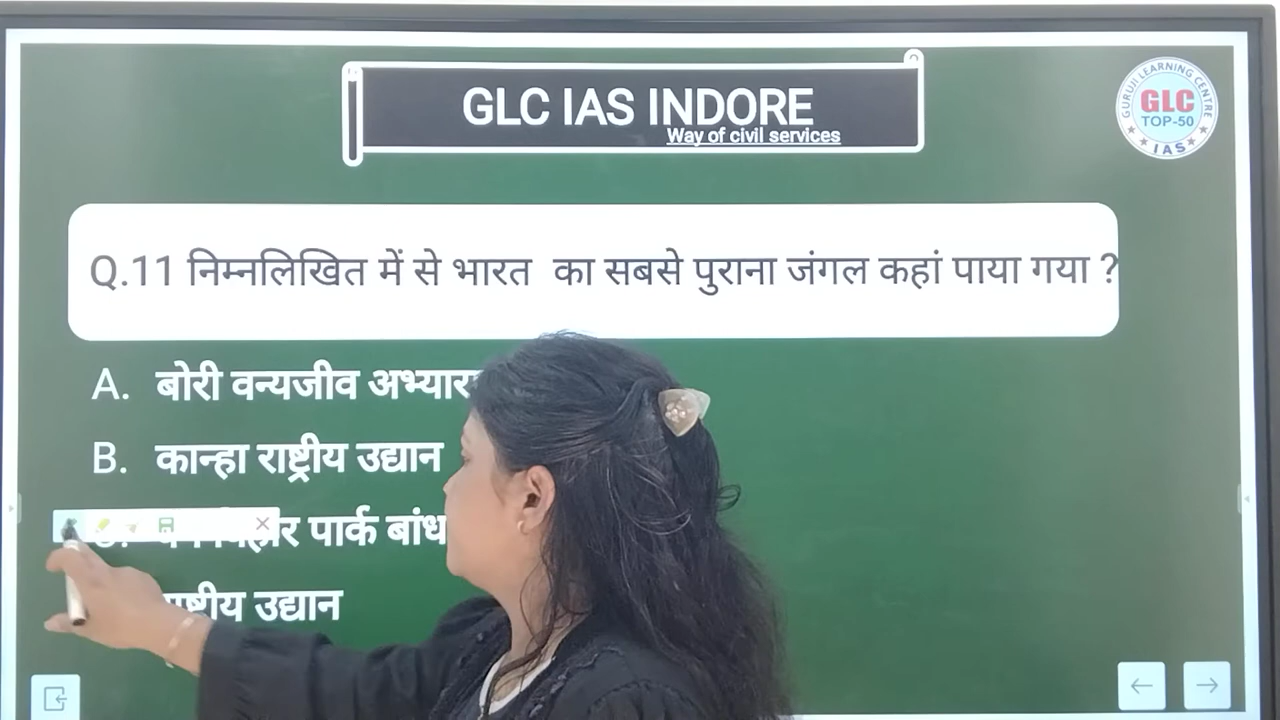 GLC IAS INDORE
Way of civil services
GURUJI LEARNING CENTRE
GLC
TOP-50
IAS
Q.11 निम्नलिखित में से भारत का सबसे पुराना जंगल कहां पाया गया ?
A. बोरी वन्यजीव
B. कान्हा राष्ट्रीय उद्यान
पार्क
उद्यान